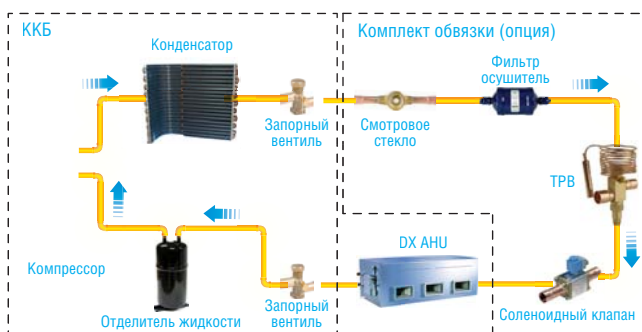 ККБ
Комплект обвязки (опция)
Конденсатор
Фильтр
осушитель
Запорный
вентиль
Смотровое
стекло
ТРВ
DX AHU
Компрессор
Отделитель жидкости
Запорный
вентиль
Соленоидный клапан